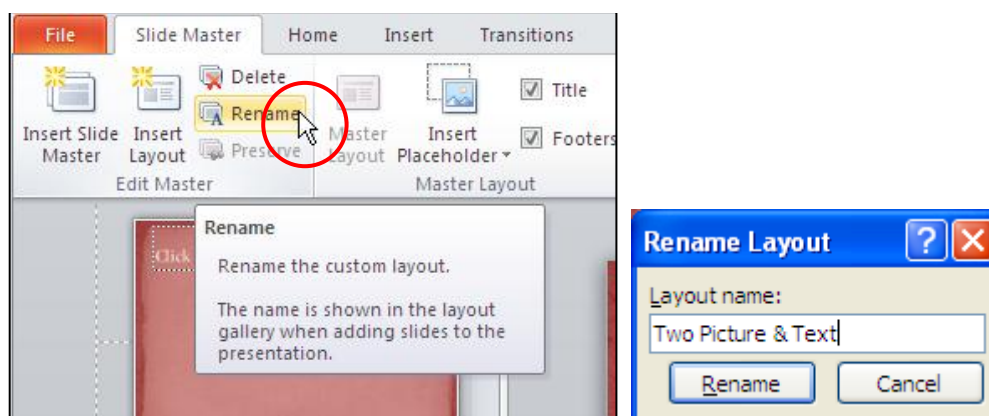 File Slide Master Home Insert Transitions
Delete
Rename
Preserve
Insert Slide Master
Insert Layout
Master Layout
Insert Placeholder
Title
Footers
Edit Master
Master Layout
Click
Rename
Rename the custom layout.
The name is shown in the layout
gallery when adding slides to the
presentation.
Rename Layout
Layout name:
Two Picture & Text
Rename Cancel